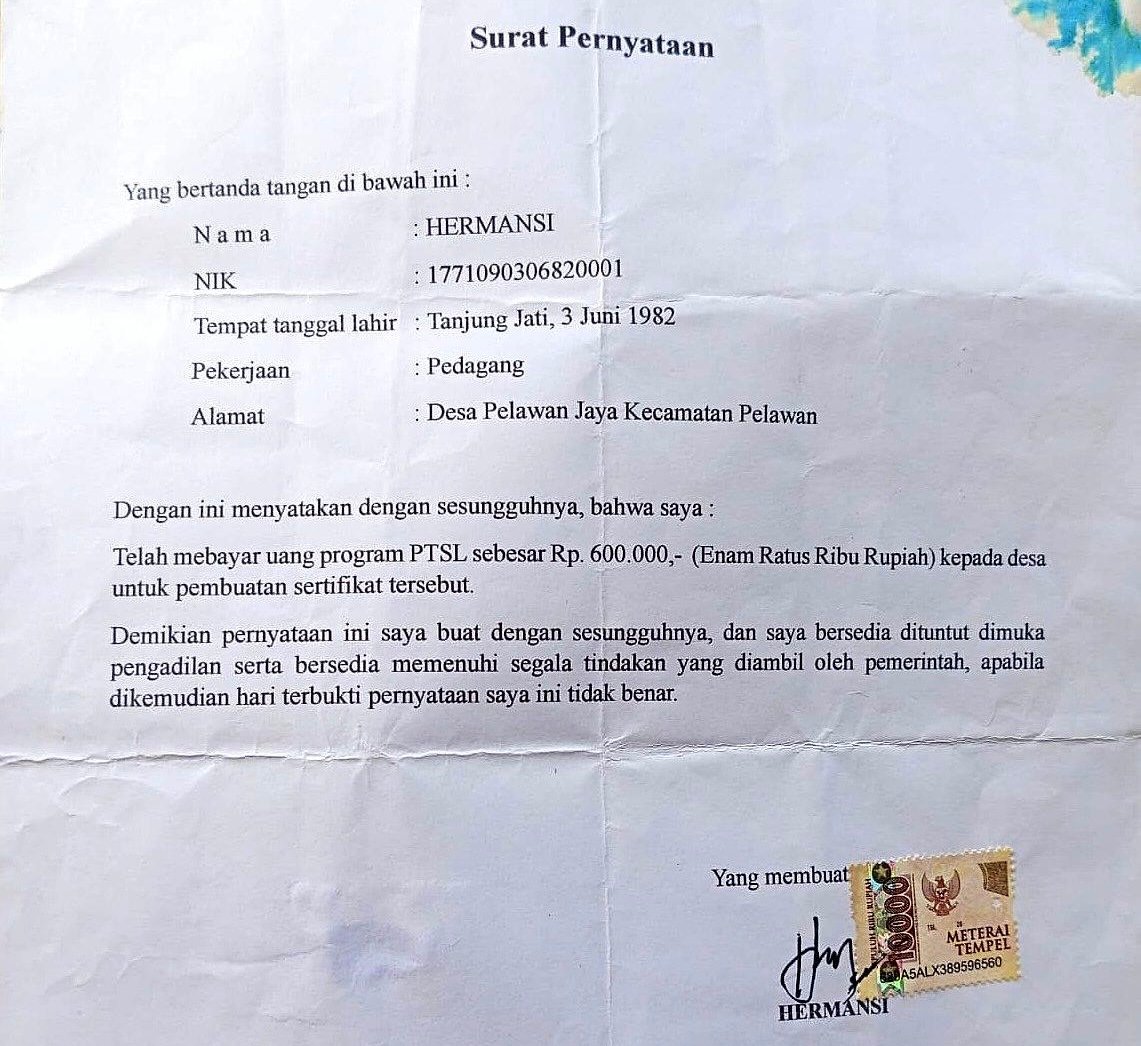 Surat Pernyataan
Yang bertanda tangan di bawah ini :
N a m a : HERMANSI
NIK : 1771090306820001
Tempat tanggal lahir : Tanjung Jati, 3 Juni 1982
Pekerjaan : Pedagang
Alamat : Desa Pelawan Jaya Kecamatan Pelawan
Dengan ini menyatakan dengan sesungguhnya, bahwa saya :
Telah mebayar uang program PTSL sebesar Rp. 600.000,- (Enam Ratus Ribu Rupiah) kepada desa
untuk pembuatan sertifikat tersebut.
Demikian pernyataan ini saya buat dengan sesungguhnya, dan saya bersedia dituntut dimuka
pengadilan serta bersedia memenuhi segala tindakan yang diambil oleh pemerintah, apabila
dikemudian hari terbukti pernyataan saya ini tidak benar.
Yang membuat
10000
METERAI
TEMPEL
HERMANSI